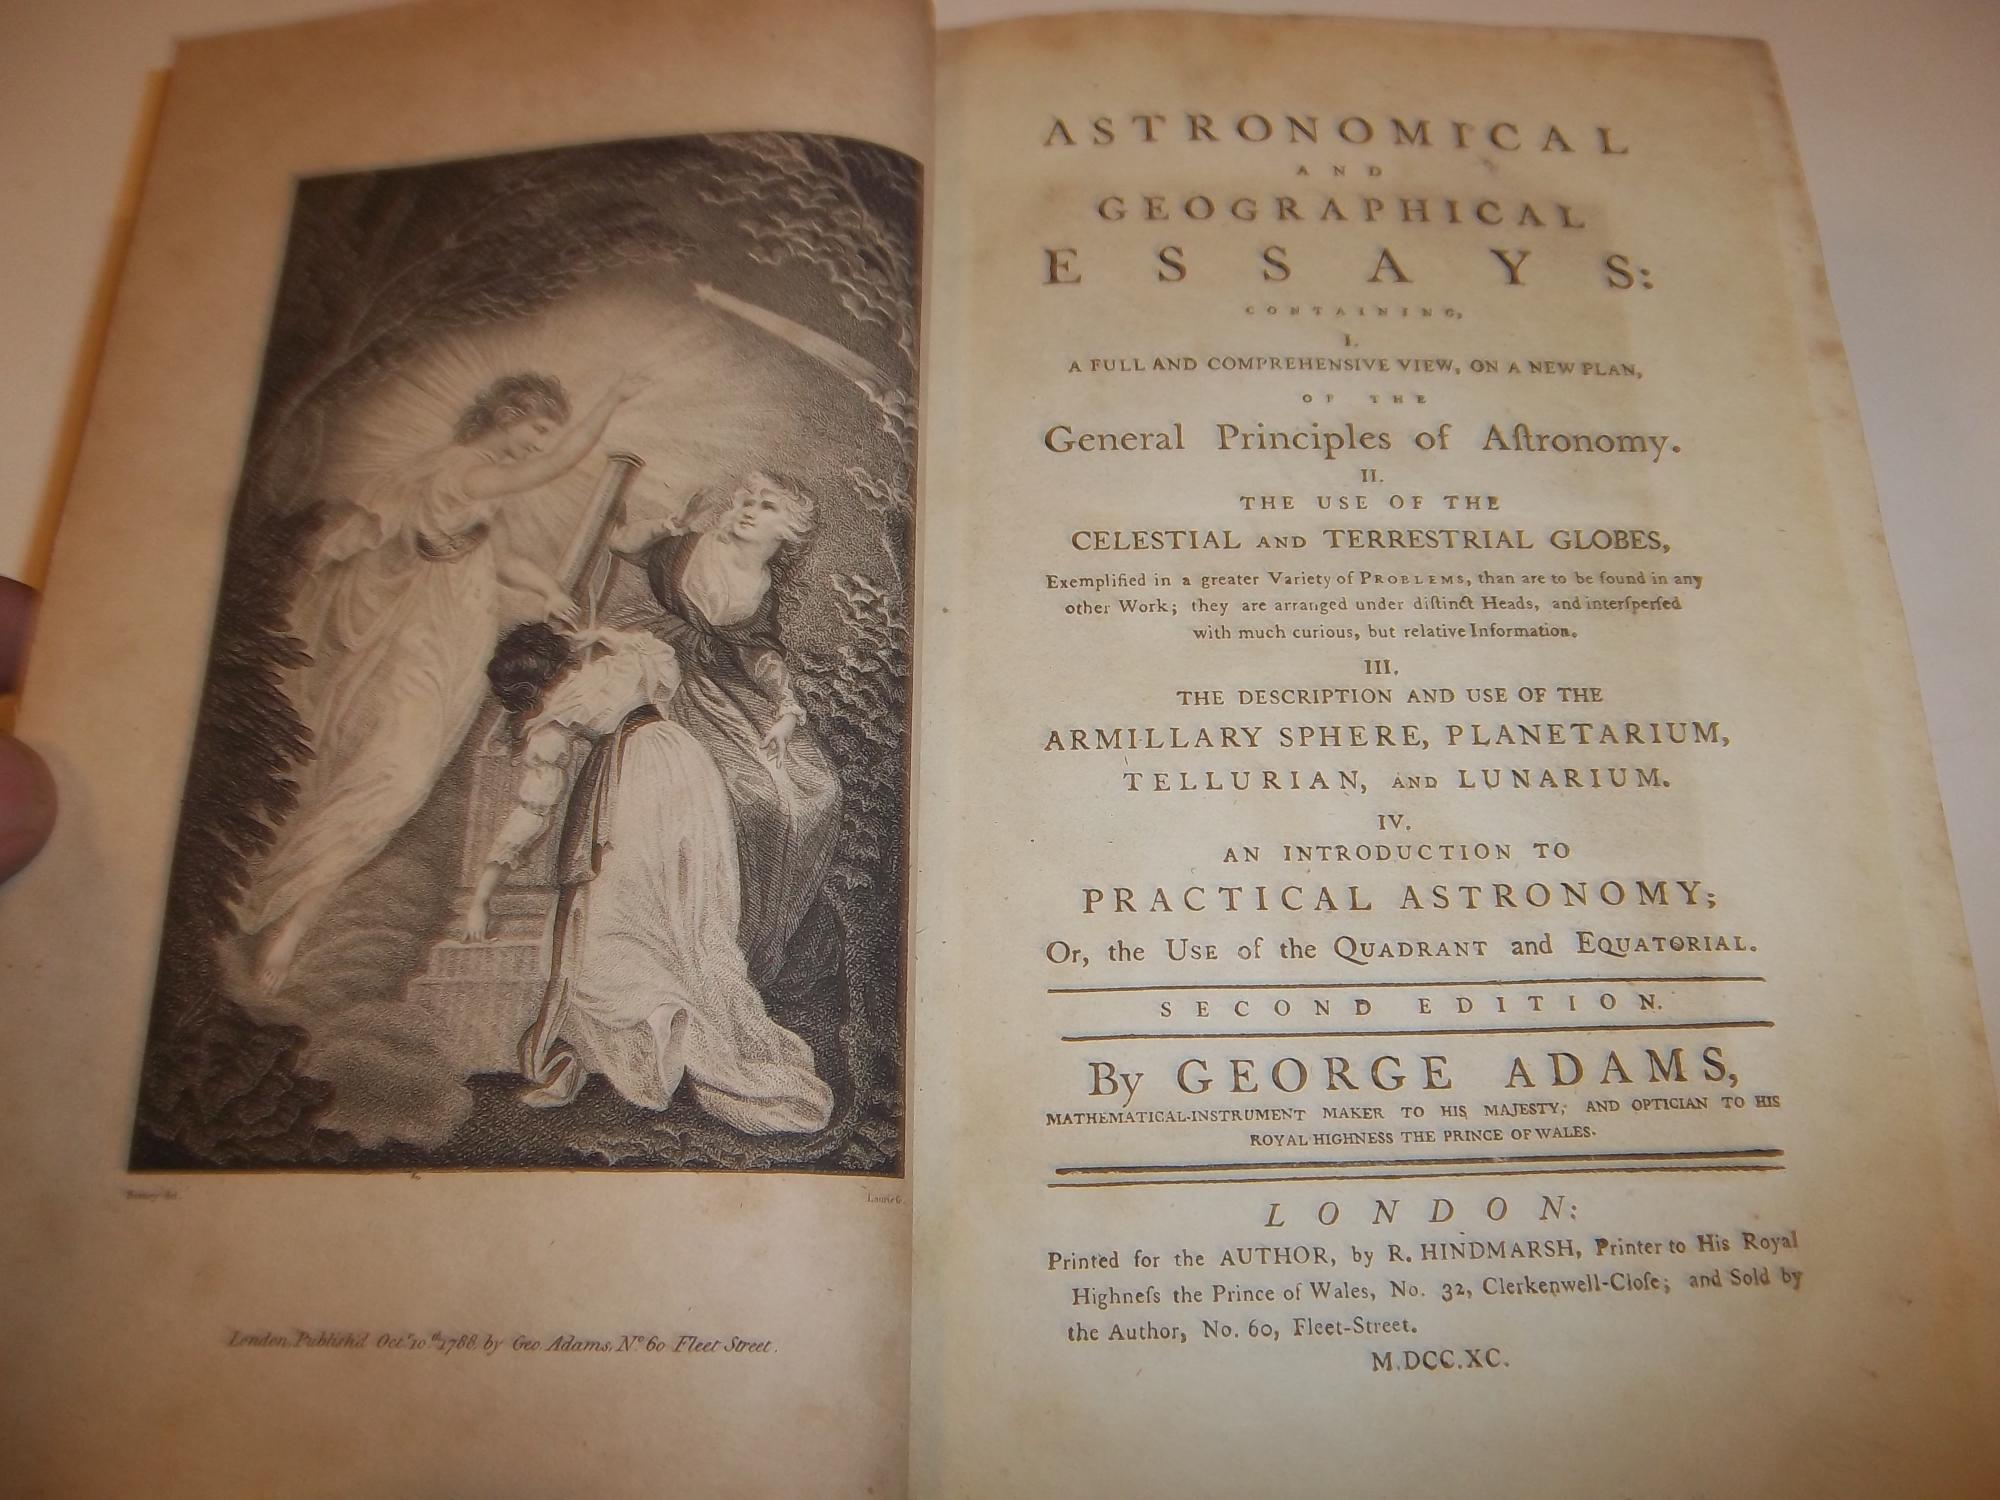 Laurie sc.
London, Publish'd Octr. 10th. 1788, by Geo. Adams, No. 60 Fleet Street.
ASTRONOMICAL
AND
GEOGRAPHICAL
ESSAYS:
CONTAINING,
I.
A FULL AND COMPREHENSIVE VIEW, ON A NEW PLAN,
OF THE
General Principles of Aſtronomy.
II.
THE USE OF THE
CELESTIAL AND TERRESTRIAL GLOBES,
Exemplified in a greater Variety of PROBLEMS, than are to be found in any
other Work; they are arranged under diſtinct Heads, and interſperſed
with much curious, but relative Information.
III.
THE DESCRIPTION AND USE OF THE
ARMILLARY SPHERE, PLANETARIUM,
TELLURIAN, AND LUNARIUM.
IV.
AN INTRODUCTION TO
PRACTICAL ASTRONOMY;
Or, the USE of the QUADRANT and EQUATORIAL.
SECOND EDITION.
By GEORGE ADAMS,
MATHEMATICAL-INSTRUMENT MAKER TO HIS MAJESTY, AND OPTICIAN TO HIS
ROYAL HIGHNESS THE PRINCE OF WALES.
LONDON:
Printed for the AUTHOR, by R. HINDMARSH, Printer to His Royal
Highneſs the Prince of Wales, No. 32, Clerkenwell-Cloſe; and Sold by
the Author, No. 60, Fleet-Street.
M.DCC.XC.